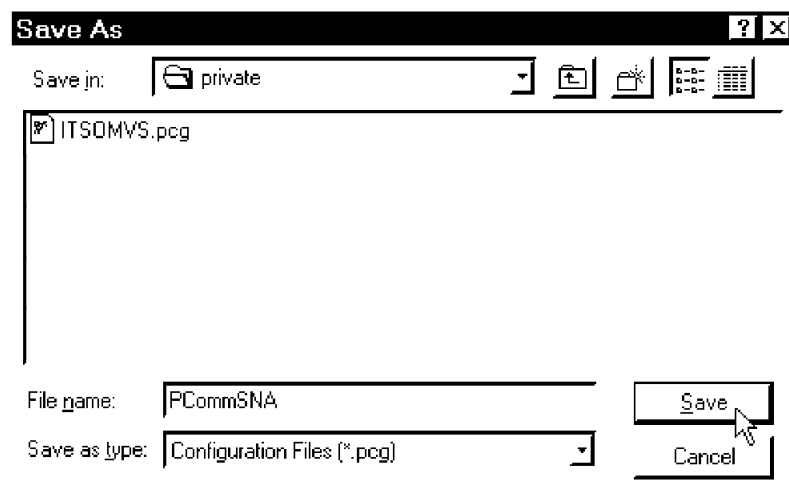 Save As
Save in: private
ITSOMVS.pcg
File name: PCommSNA
Save
Save as type: Configuration Files (*.pcg)
Cancel